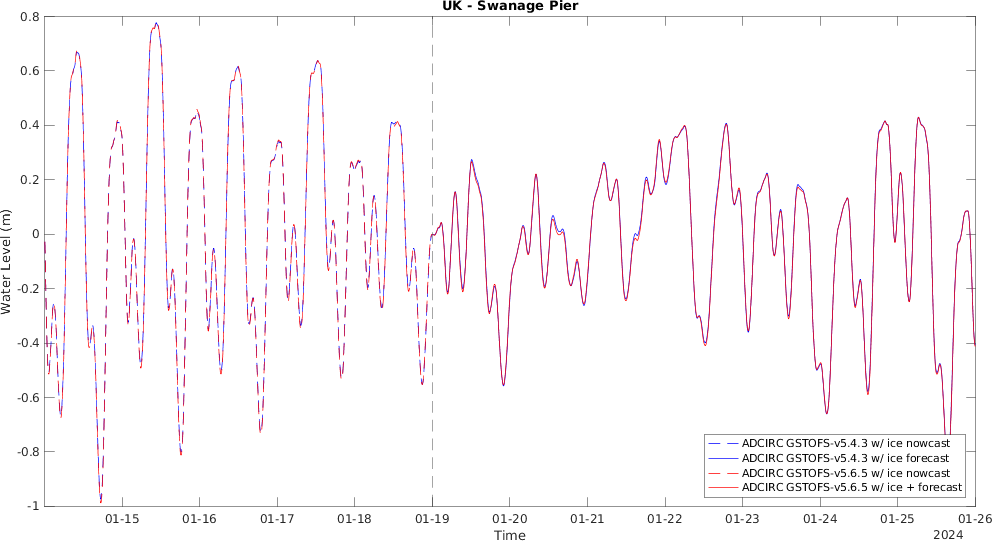 UK - Swanage Pier
0.8
0.6
0.4
0.2
0
-0.2
-0.4
-0.6
-0.8
-1
Water Level (m)
ADCIRC GSTOFS-v5.4.3 w/ ice nowcast
ADCIRC GSTOFS-v5.4.3 w/ ice forecast
ADCIRC GSTOFS-v5.6.5 w/ ice nowcast
ADCIRC GSTOFS-v5.6.5 w/ ice + forecast
01-15 01-16 01-17 01-18 01-19 01-20 01-21 01-22 01-23 01-24 01-25 01-26
Time
2024